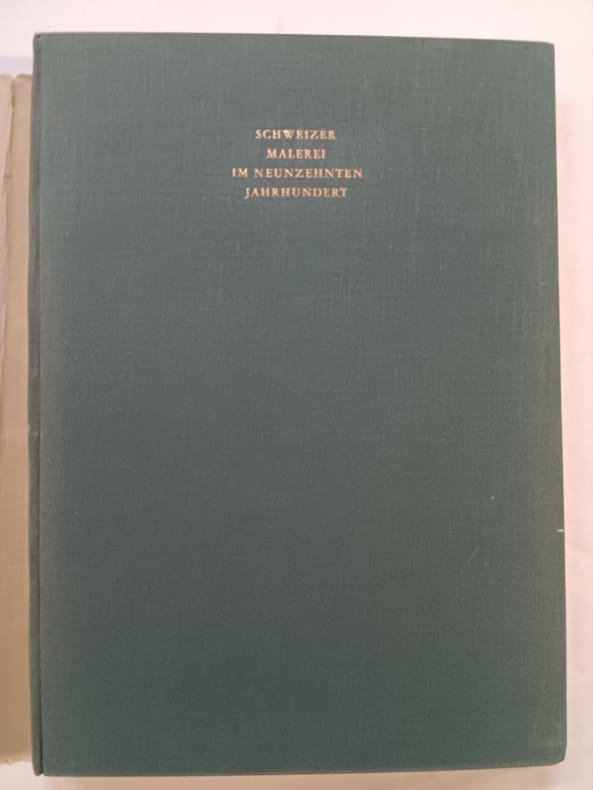 SCHWEIZER
MALEREI
IM NEUNZEHNTEN
JAHRHUNDERT